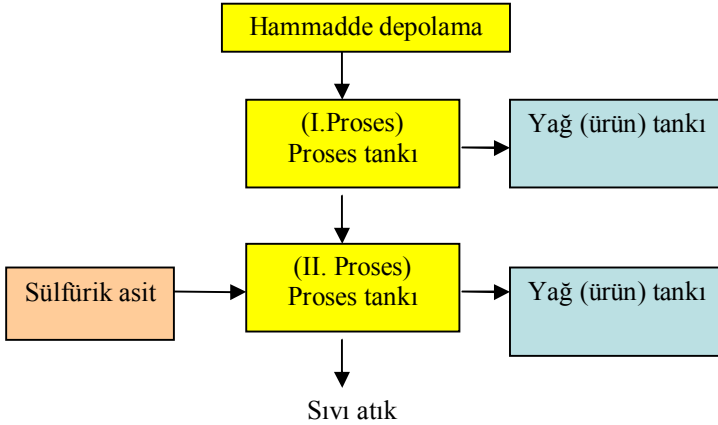 Hammadde depolama
(I.Proses)
Proses tankı
Yağ (ürün) tankı
Sülfürik asit
(II. Proses)
Proses tankı
Yağ (ürün) tankı
Sıvı atık